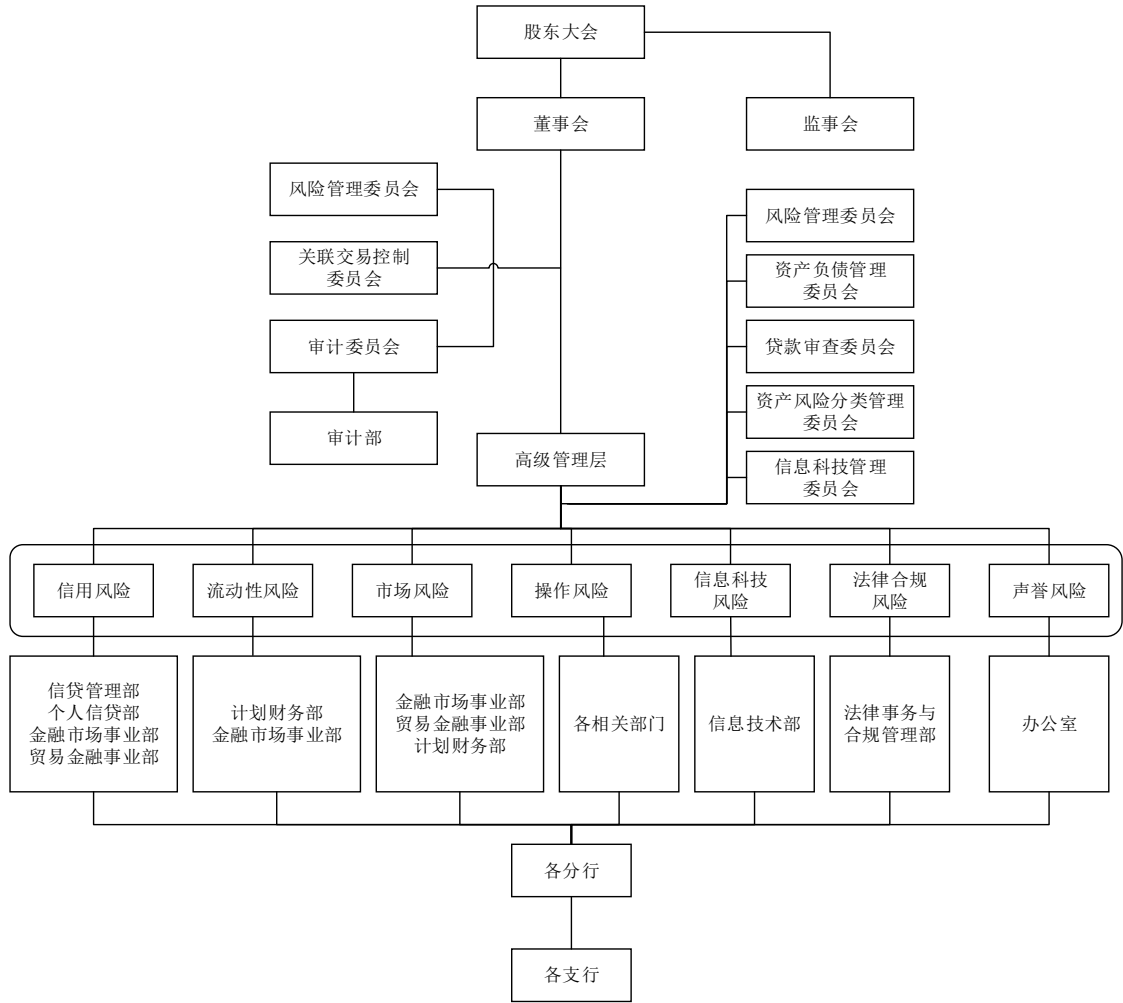 股东大会
董事会
监事会
风险管理委员会
关联交易控制
委员会
审计委员会
审计部
风险管理委员会
资产负债管理
委员会
贷款审查委员会
资产风险分类管理
委员会
信息科技管理
委员会
高级管理层
信用风险
流动性风险
市场风险
操作风险
信息科技
风险
法律合规
风险
声誉风险
信贷管理部
个人信贷部
金融市场事业部
贸易金融事业部
计划财务部
金融市场事业部
金融市场事业部
贸易金融事业部
计划财务部
各相关部门
信息技术部
法律事务与
合规管理部
办公室
各分行
各支行